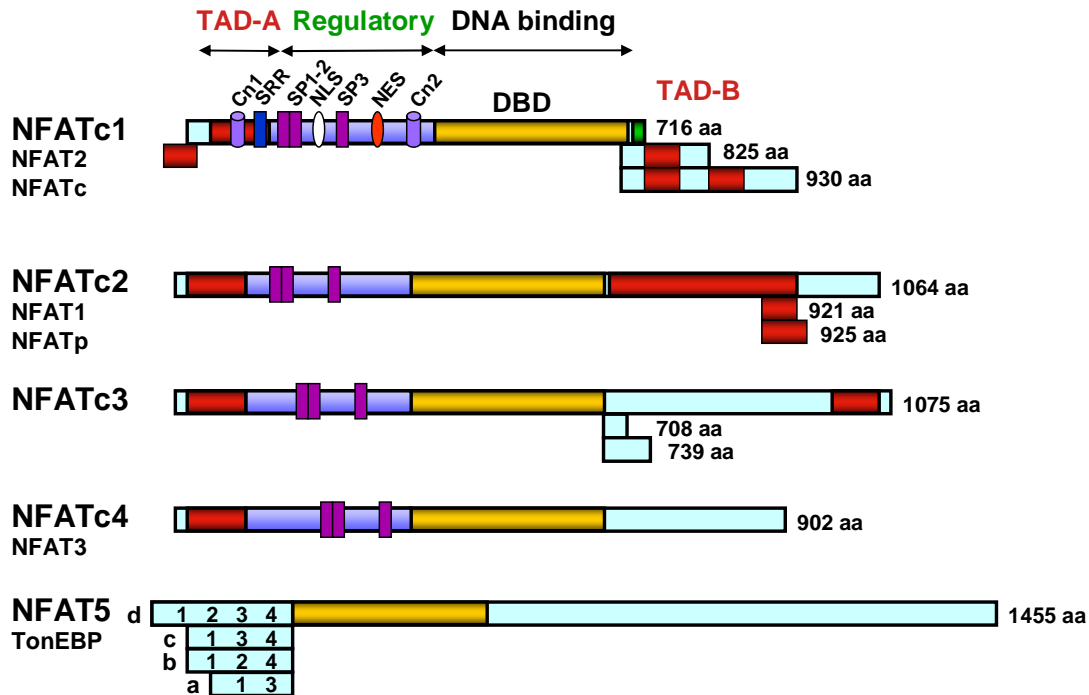 TAD-A Regulatory DNA binding
Cn1 SRR SP1-2 NLS SP3 NES Cn2
TAD-B
DBD
NFATc1 716 aa
NFAT2 825 aa
NFATc 930 aa
NFATc2 1064 aa
NFAT1 921 aa
NFATp 925 aa
NFATc3 1075 aa
708 aa
739 aa
NFATc4 902 aa
NFAT3
NFAT5 d 1 2 3 4 1455 aa
TonEBP c 1 3 4
b 1 2 4
a 1 3